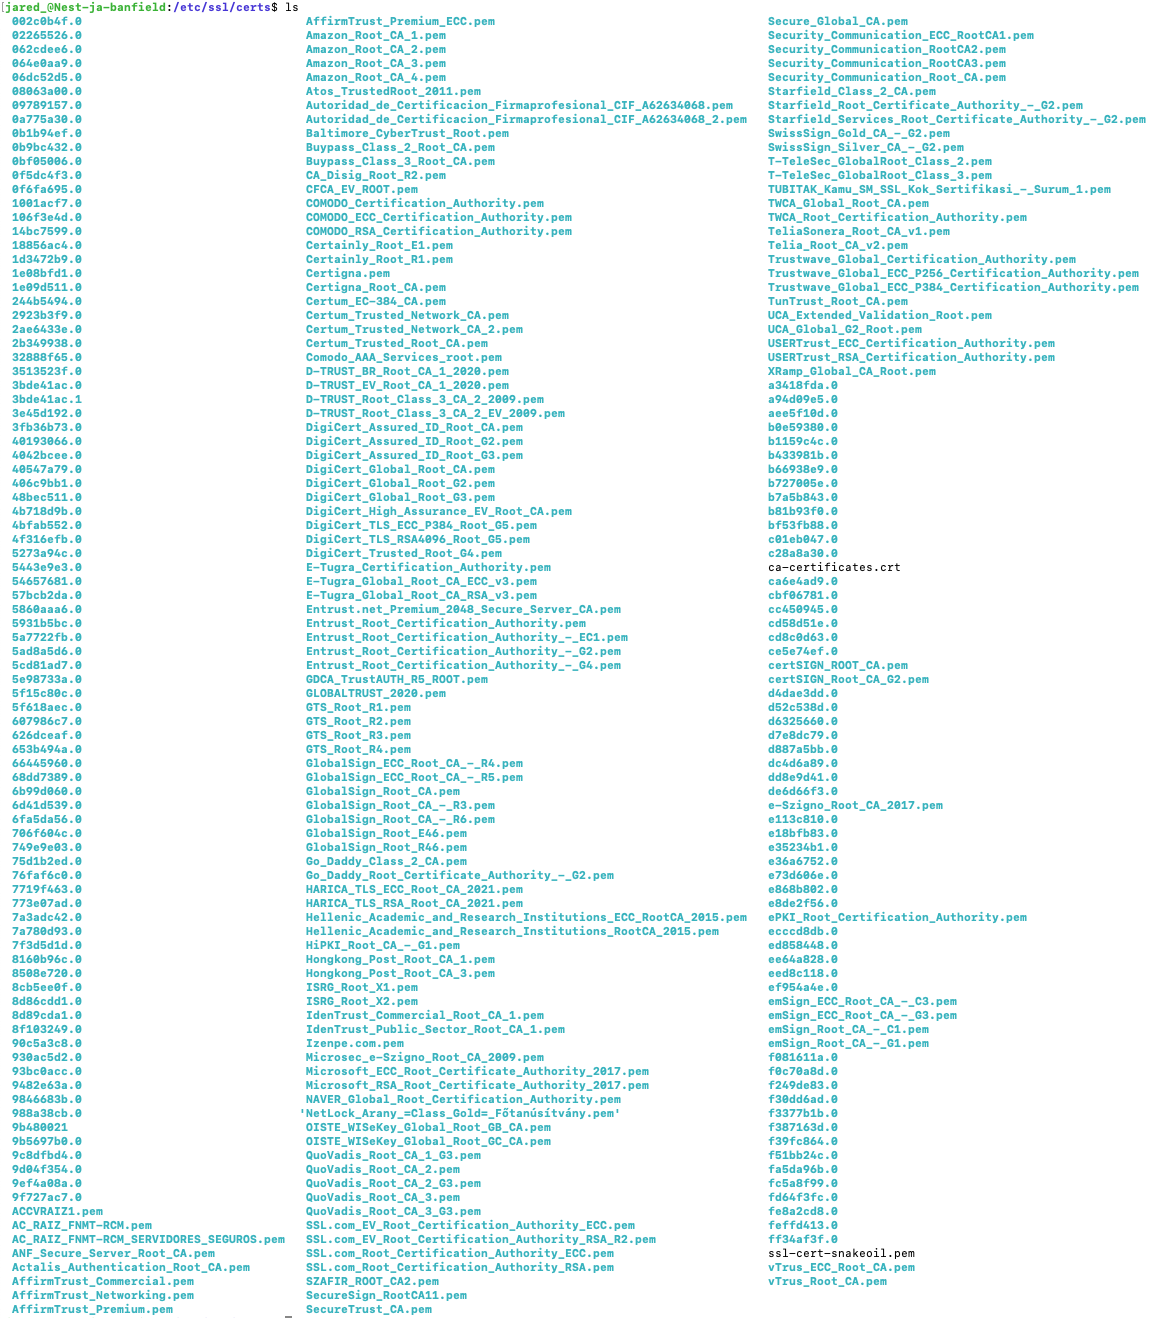 [jared_@Nest-ja-banfield:/etc/ssl/certs$ ls
002c0b4f.0
02265526.0
062cdee6.0
064e0aa9.0
06dc52d5.0
08063a00.0
09789157.0
0a775a30.0
0b1b94ef.0
0b9bc432.0
0bf05006.0
0f5dc4f3.0
0f6fa695.0
1001acf7.0
106f3e4d.0
14bc7599.0
18856ac4.0
1d3472b9.0
1e08bfd1.0
1e09d511.0
244b5494.0
2923b3f9.0
2ae6433e.0
2b349938.0
32888f65.0
3513523f.0
3bde41ac.0
3bde41ac.1
3e45d192.0
3fb36b73.0
40193066.0
4042bcee.0
40547a79.0
406c9bb1.0
48bec511.0
4b718d9b.0
4bfab552.0
4f316efb.0
5273a94c.0
5443e9e3.0
54657681.0
57bcb2da.0
5860aaa6.0
5931b5bc.0
5a7722fb.0
5ad8a5d6.0
5cd81ad7.0
5e98733a.0
5f15c80c.0
5f618aec.0
607986c7.0
626dceaf.0
653b494a.0
66445960.0
68dd7389.0
6b99d060.0
6d41d539.0
6fa5da56.0
706f604c.0
749e9e03.0
75d1b2ed.0
76faf6c0.0
7719f463.0
773e07ad.0
7a3adc42.0
7a780d93.0
7f3d5d1d.0
8160b96c.0
8508e720.0
8cb5ee0f.0
8d86cdd1.0
8d89cda1.0
8f103249.0
90c5a3c8.0
930ac5d2.0
93bc0acc.0
9482e63a.0
9846683b.0
988a38cb.0
9b480021
9b5697b0.0
9c8dfbd4.0
9d04f354.0
9ef4a08a.0
9f727ac7.0
ACCVRAIZ1.pem
AC_RAIZ_FNMT-RCM.pem
AC_RAIZ_FNMT-RCM_SERVIDORES_SEGUROS.pem
ANF_Secure_Server_Root_CA.pem
Actalis_Authentication_Root_CA.pem
AffirmTrust_Commercial.pem
AffirmTrust_Networking.pem
AffirmTrust_Premium.pem
AffirmTrust_Premium_ECC.pem
Amazon_Root_CA_1.pem
Amazon_Root_CA_2.pem
Amazon_Root_CA_3.pem
Amazon_Root_CA_4.pem
Atos_TrustedRoot_2011.pem
Autoridad_de_Certificacion_Firmaprofesional_CIF_A62634068.pem
Autoridad_de_Certificacion_Firmaprofesional_CIF_A62634068_2.pem
Baltimore_CyberTrust_Root.pem
Buypass_Class_2_Root_CA.pem
Buypass_Class_3_Root_CA.pem
CA_Disig_Root_R2.pem
CFCA_EV_ROOT.pem
COMODO_Certification_Authority.pem
COMODO_ECC_Certification_Authority.pem
COMODO_RSA_Certification_Authority.pem
Certainly_Root_E1.pem
Certainly_Root_R1.pem
Certigna.pem
Certigna_Root_CA.pem
Certum_EC-384_CA.pem
Certum_Trusted_Network_CA.pem
Certum_Trusted_Network_CA_2.pem
Certum_Trusted_Root_CA.pem
Comodo_AAA_Services_root.pem
D-TRUST_BR_Root_CA_1_2020.pem
D-TRUST_EV_Root_CA_1_2020.pem
D-TRUST_Root_Class_3_CA_2_2009.pem
D-TRUST_Root_Class_3_CA_2_EV_2009.pem
DigiCert_Assured_ID_Root_CA.pem
DigiCert_Assured_ID_Root_G2.pem
DigiCert_Assured_ID_Root_G3.pem
DigiCert_Global_Root_CA.pem
DigiCert_Global_Root_G2.pem
DigiCert_Global_Root_G3.pem
DigiCert_High_Assurance_EV_Root_CA.pem
DigiCert_TLS_ECC_P384_Root_G5.pem
DigiCert_TLS_RSA4096_Root_G5.pem
DigiCert_Trusted_Root_G4.pem
E-Tugra_Certification_Authority.pem
E-Tugra_Global_Root_CA_ECC_v3.pem
E-Tugra_Global_Root_CA_RSA_v3.pem
Entrust.net_Premium_2048_Secure_Server_CA.pem
Entrust_Root_Certification_Authority.pem
Entrust_Root_Certification_Authority_-_EC1.pem
Entrust_Root_Certification_Authority_-_G2.pem
Entrust_Root_Certification_Authority_-_G4.pem
GDCA_TrustAUTH_R5_ROOT.pem
GLOBALTRUST_2020.pem
GTS_Root_R1.pem
GTS_Root_R2.pem
GTS_Root_R3.pem
GTS_Root_R4.pem
GlobalSign_ECC_Root_CA_-_R4.pem
GlobalSign_ECC_Root_CA_-_R5.pem
GlobalSign_Root_CA.pem
GlobalSign_Root_CA_-_R3.pem
GlobalSign_Root_CA_-_R6.pem
GlobalSign_Root_E46.pem
GlobalSign_Root_R46.pem
Go_Daddy_Class_2_CA.pem
Go_Daddy_Root_Certificate_Authority_-_G2.pem
HARICA_TLS_ECC_Root_CA_2021.pem
HARICA_TLS_RSA_Root_CA_2021.pem
Hellenic_Academic_and_Research_Institutions_ECC_RootCA_2015.pem
Hellenic_Academic_and_Research_Institutions_RootCA_2015.pem
HiPKI_Root_CA_-_G1.pem
Hongkong_Post_Root_CA_1.pem
Hongkong_Post_Root_CA_3.pem
ISRG_Root_X1.pem
ISRG_Root_X2.pem
IdenTrust_Commercial_Root_CA_1.pem
IdenTrust_Public_Sector_Root_CA_1.pem
Izenpe.com.pem
Microsec_e-Szigno_Root_CA_2009.pem
Microsoft_ECC_Root_Certificate_Authority_2017.pem
Microsoft_RSA_Root_Certificate_Authority_2017.pem
NAVER_Global_Root_Certification_Authority.pem
'NetLock_Arany_=Class_Gold=_Főtanúsítvány.pem'
OISTE_WISeKey_Global_Root_GB_CA.pem
OISTE_WISeKey_Global_Root_GC_CA.pem
QuoVadis_Root_CA_1_G3.pem
QuoVadis_Root_CA_2.pem
QuoVadis_Root_CA_2_G3.pem
QuoVadis_Root_CA_3.pem
QuoVadis_Root_CA_3_G3.pem
SSL.com_EV_Root_Certification_Authority_ECC.pem
SSL.com_EV_Root_Certification_Authority_RSA_R2.pem
SSL.com_Root_Certification_Authority_ECC.pem
SSL.com_Root_Certification_Authority_RSA.pem
SZAFIR_ROOT_CA2.pem
SecureSign_RootCA11.pem
SecureTrust_CA.pem
Secure_Global_CA.pem
Security_Communication_ECC_RootCA1.pem
Security_Communication_RootCA2.pem
Security_Communication_RootCA3.pem
Security_Communication_Root_CA.pem
Starfield_Class_2_CA.pem
Starfield_Root_Certificate_Authority_-_G2.pem
Starfield_Services_Root_Certificate_Authority_-_G2.pem
SwissSign_Gold_CA_-_G2.pem
SwissSign_Silver_CA_-_G2.pem
T-TeleSec_GlobalRoot_Class_2.pem
T-TeleSec_GlobalRoot_Class_3.pem
TUBITAK_Kamu_SM_SSL_Kok_Sertifikasi_-_Surum_1.pem
TWCA_Global_Root_CA.pem
TWCA_Root_Certification_Authority.pem
TeliaSonera_Root_CA_v1.pem
Telia_Root_CA_v2.pem
Trustwave_Global_Certification_Authority.pem
Trustwave_Global_ECC_P256_Certification_Authority.pem
Trustwave_Global_ECC_P384_Certification_Authority.pem
TunTrust_Root_CA.pem
UCA_Extended_Validation_Root.pem
UCA_Global_G2_Root.pem
USERTrust_ECC_Certification_Authority.pem
USERTrust_RSA_Certification_Authority.pem
XRamp_Global_CA_Root.pem
a3418fda.0
a94d09e5.0
aee5f10d.0
b0e59380.0
b1159c4c.0
b433981b.0
b66938e9.0
b727005e.0
b7a5b843.0
b81b93f0.0
bf53fb88.0
c01eb047.0
c28a8a30.0
ca-certificates.crt
ca6e4ad9.0
cbf06781.0
cc450945.0
cd58d51e.0
cd8c0d63.0
ce5e74ef.0
certSIGN_ROOT_CA.pem
certSIGN_Root_CA_G2.pem
d4dae3dd.0
d52c538d.0
d6325660.0
d7e8dc79.0
d887a5bb.0
dc4d6a89.0
dd8e9d41.0
de6d66f3.0
e-Szigno_Root_CA_2017.pem
e113c810.0
e18bfb83.0
e35234b1.0
e36a6752.0
e73d606e.0
e868b802.0
e8de2f56.0
ePKI_Root_Certification_Authority.pem
ecccd8db.0
ed858448.0
ee64a828.0
eed8c118.0
ef954a4e.0
emSign_ECC_Root_CA_-_C3.pem
emSign_ECC_Root_CA_-_G3.pem
emSign_Root_CA_-_C1.pem
emSign_Root_CA_-_G1.pem
f081611a.0
f0c70a8d.0
f249de83.0
f30dd6ad.0
f3377b1b.0
f387163d.0
f39fc864.0
f51bb24c.0
fa5da96b.0
fc5a8f99.0
fd64f3fc.0
fe8a2cd8.0
feffd413.0
ff34af3f.0
ssl-cert-snakeoil.pem
vTrus_ECC_Root_CA.pem
vTrus_Root_CA.pem